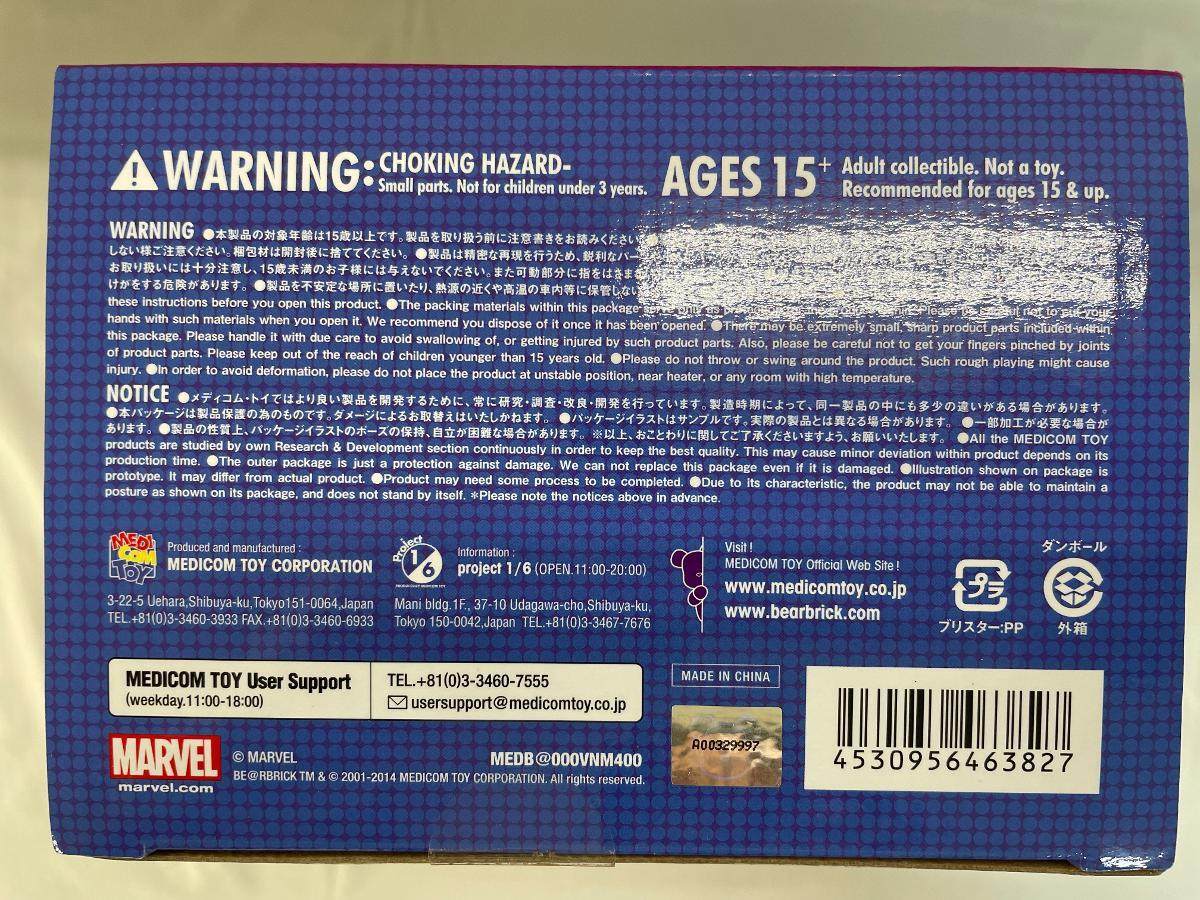 WARNING: CHOKING HAZARD-
Small parts. Not for children under 3 years.
AGES 15+ Adult collectible. Not a toy.
Recommended for ages 15 & up.
WARNING ●本製品の対象年齢は15歳以上です。製品を取り扱う前に注意書きをお読みください
しない様ご注意ください。梱包材は開封後に捨ててください。 ●製品は精密な再現を行うため、鋭利なパー
お取り扱いには十分注意し、15歳未満のお子様には与えないでください。また可動部分に指をはさま
けがをする危険があります。 ●製品を不安定な場所に置いたり、熱源の近くや高温の車内等に保管しな
these instructions before you open this product. ●The packing materials within this package serve only as Please be careful not to put your
hands with such materials when you open it. We recommend you dispose of it once it has been opened. ●There may be extremely small, sharp product parts included within
this package. Please handle it with due care to avoid swallowing of, or getting injured by such product parts. Also, please be careful not to get your fingers pinched by joints
of product parts. Please keep out of the reach of children younger than 15 years old. ●Please do not throw or swing around the product. Such rough playing might cause
injury. ●In order to avoid deformation, please do not place the product at unstable position, near heater, or any room with high temperature.
NOTICE ●メディコム・トイではより良い製品を開発するために、常に研究・調査・改良・開発を行っています。製造時期によって、同一製品の中にも多少の違いがある場合があります。
●本パッケージは製品保護の為のものです。ダメージによるお取替えはいたしかねます。 ●パッケージイラストはサンプルです。実際の製品とは異なる場合があります。 ●一部加工が必要な場合が
あります。 ●製品の性質上、パッケージイラストのポーズの保持、自立が困難な場合があります。 ※以上、おことわりに関してご了承くださいますよう、お願いいたします。 ●All the MEDICOM TOY
products are studied by own Research & Development section continuously in order to keep the best quality. This may cause minor deviation within product depends on its
production time. ●The outer package is just a protection against damage. We can not replace this package even if it is damaged. ●Illustration shown on package is
prototype. It may differ from actual product. ●Product may need some process to be completed. ●Due to its characteristic, the product may not be able to maintain a
posture as shown on its package, and does not stand by itself. ＊Please note the notices above in advance.
MEDI COM TOY
Produced and manufactured :
MEDICOM TOY CORPORATION
3-22-5 Uehara,Shibuya-ku,Tokyo151-0064,Japan
TEL.+81(0)3-3460-3933 FAX.+81(0)3-3460-6933
Project 1/6
Information :
project 1/6 (OPEN.11:00-20:00)
Mani bldg.1F., 37-10 Udagawa-cho,Shibuya-ku,
Tokyo 150-0042,Japan TEL.+81(0)3-3467-7676
Visit !
MEDICOM TOY Official Web Site !
www.medicomtoy.co.jp
www.bearbrick.com
プラ
ブリスター:PP
ダンボール
外箱
MEDICOM TOY User Support
(weekday.11:00-18:00)
TEL.+81(0)3-3460-7555
usersupport@medicomtoy.co.jp
MADE IN CHINA
A00329997
4530956463827
MARVEL
marvel.com
© MARVEL
MEDB@000VNM400
BE@RBRICK TM & © 2001-2014 MEDICOM TOY CORPORATION. All rights reserved.